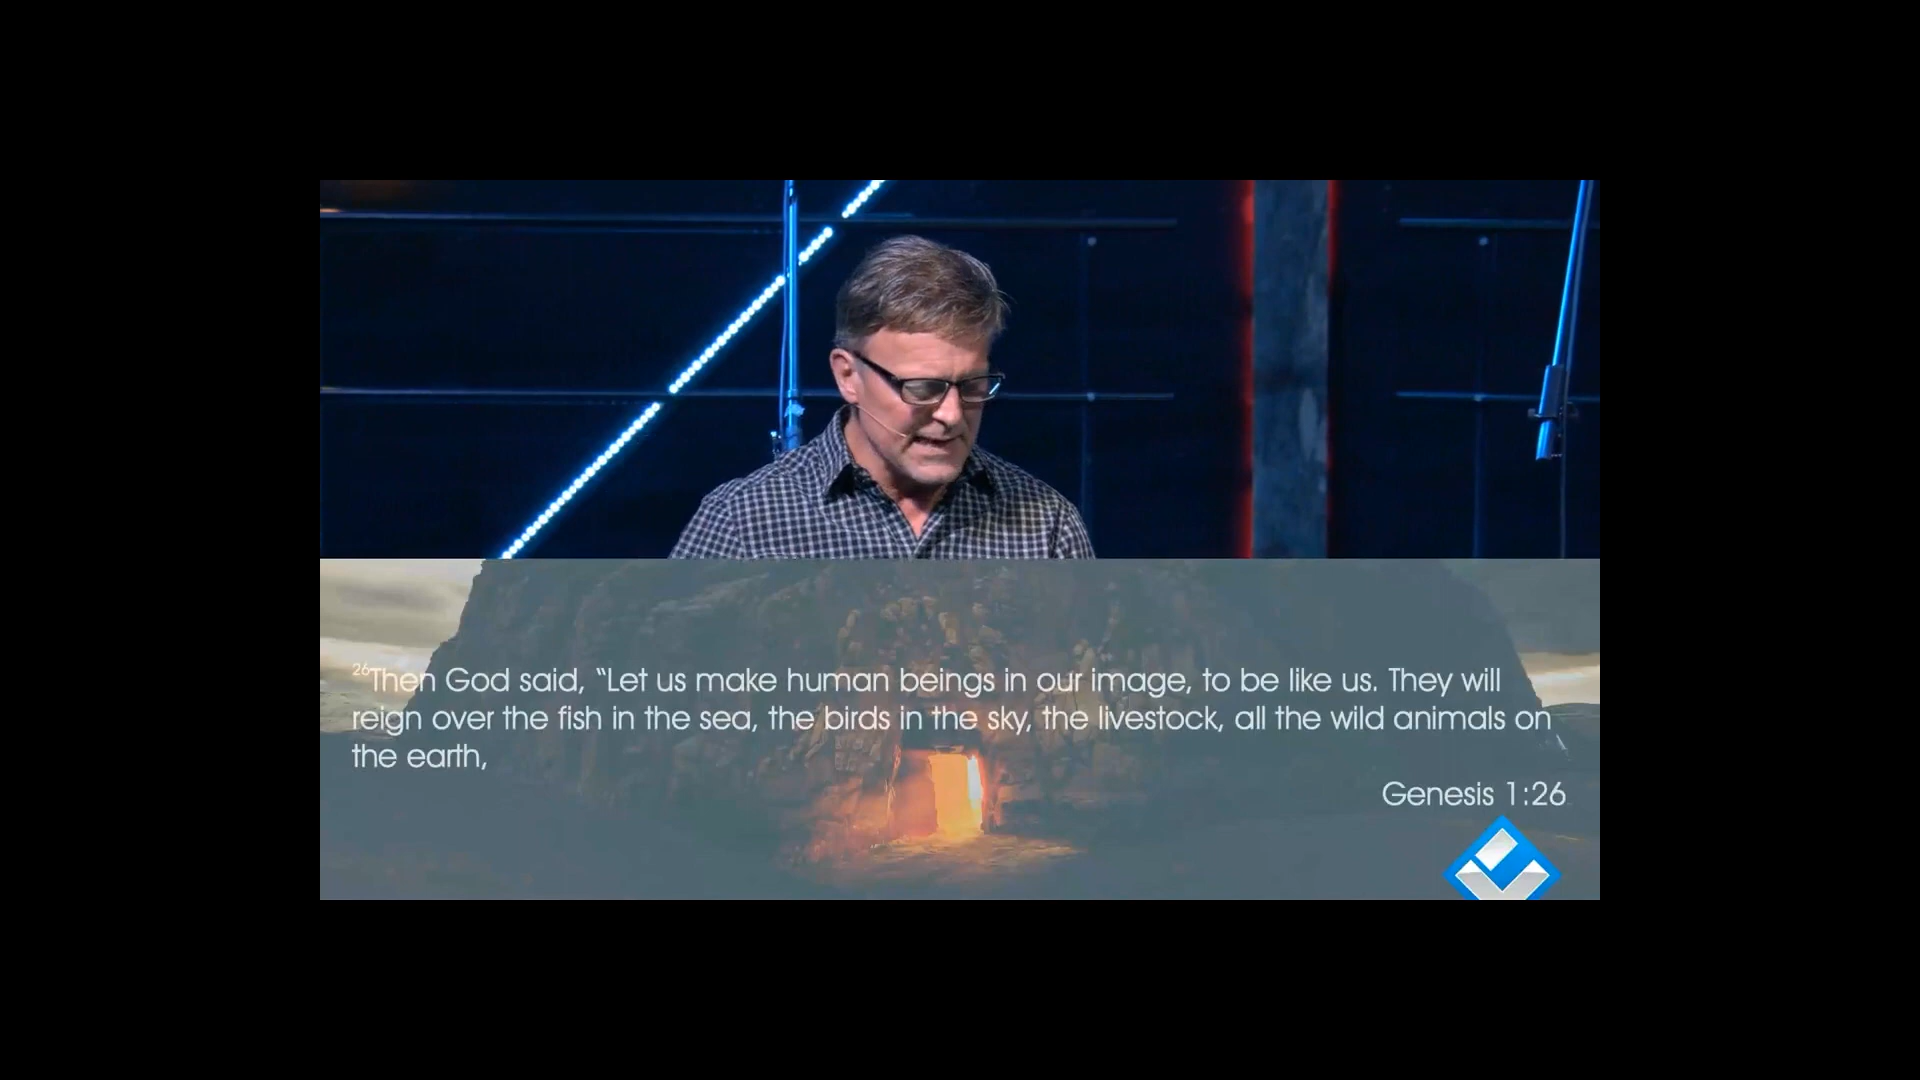 26Then God said, “Let us make human beings in our image, to be like us. They will
reign over the fish in the sea, the birds in the sky, the livestock, all the wild animals on
the earth,
Genesis 1:26